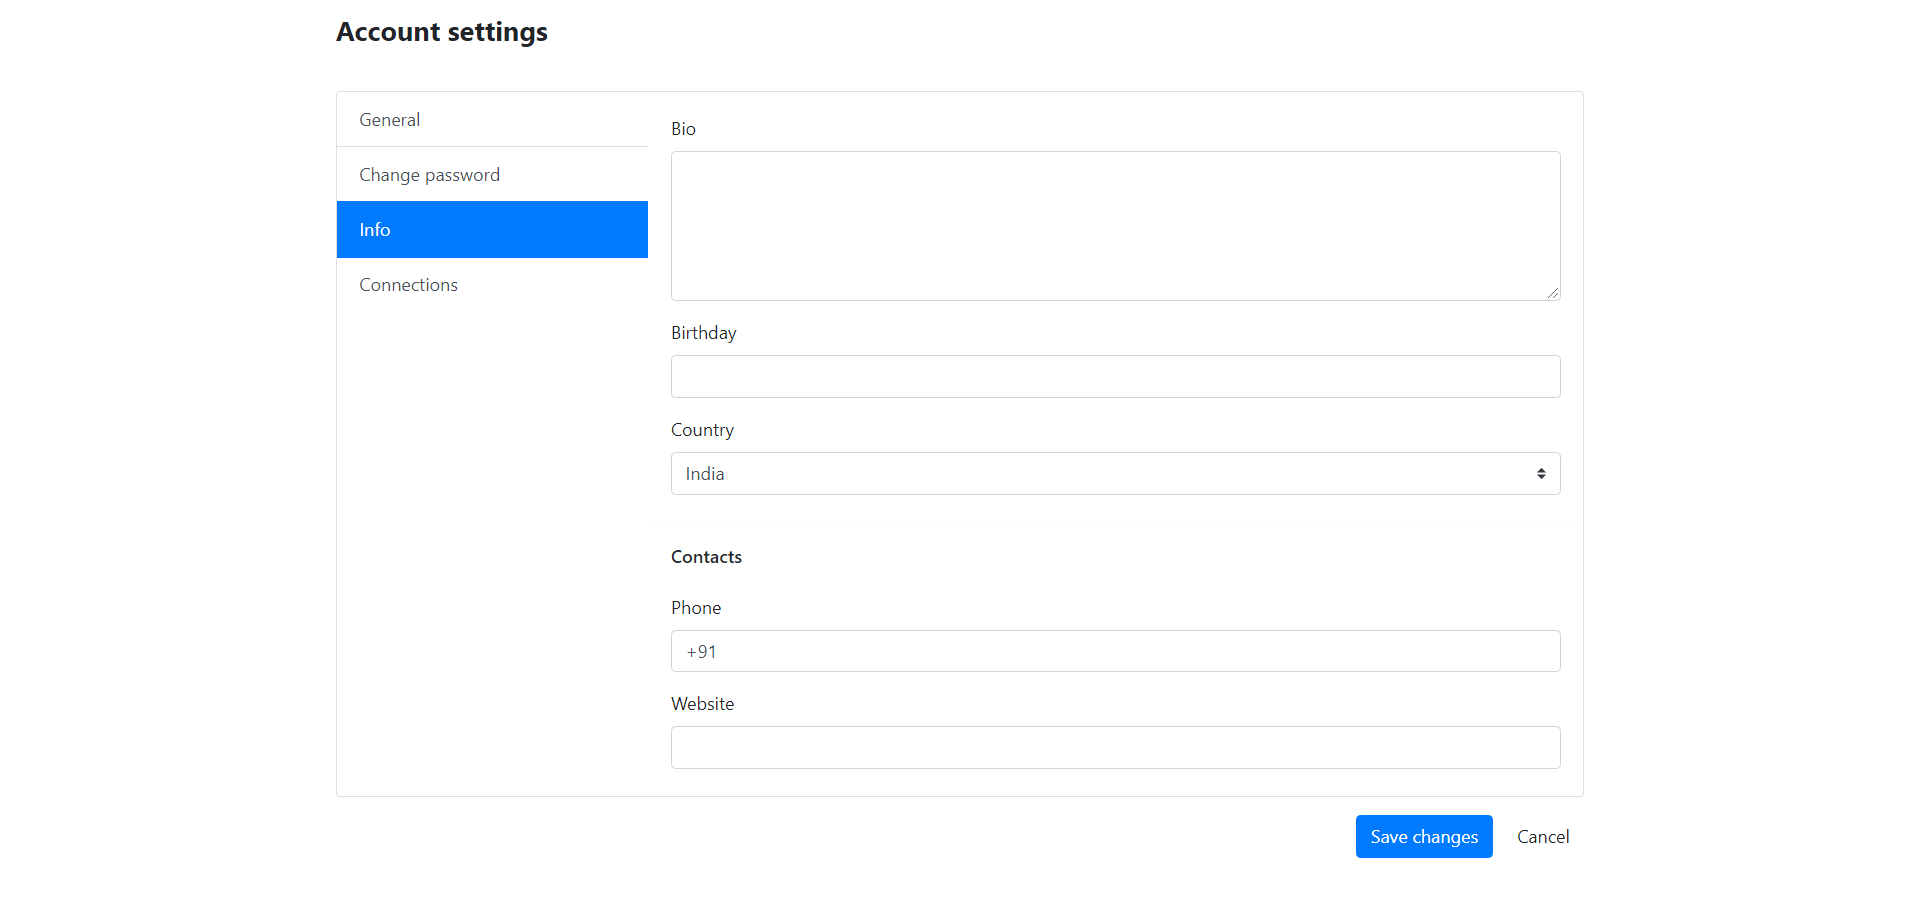 Account settings
General
Change password
Info
Connections
Bio
Birthday
Country
India
Contacts
Phone
+91
Website
Save changes
Cancel